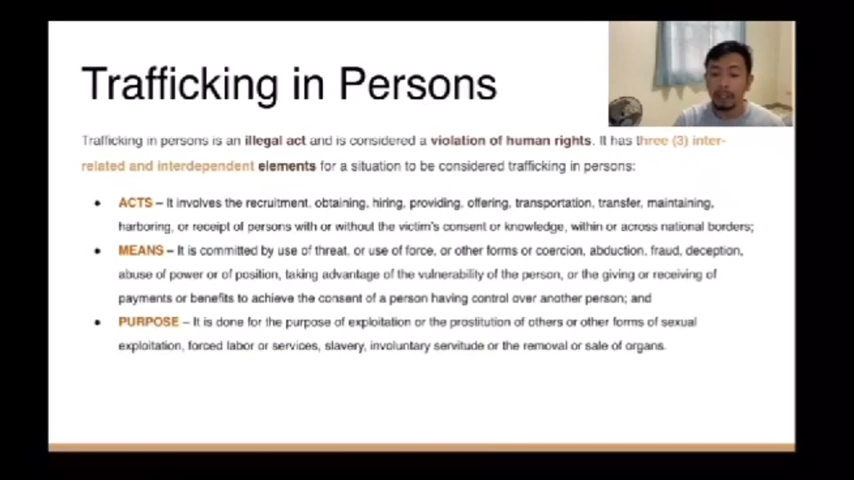 Trafficking in Persons
Trafficking in persons is an illegal act and is considered a violation of human rights. It has three (3) inter-
related and interdependent elements for a situation to be considered trafficking in persons:
• ACTS – It involves the recruitment, obtaining, hiring, providing, offering, transportation, transfer, maintaining,
harboring, or receipt of persons with or without the victim's consent or knowledge, within or across national borders;
• MEANS – It is committed by use of threat, or use of force, or other forms or coercion, abduction, fraud, deception,
abuse of power or of position, taking advantage of the vulnerability of the person, or the giving or receiving of
payments or benefits to achieve the consent of a person having control over another person; and
• PURPOSE – It is done for the purpose of exploitation or the prostitution of others or other forms of sexual
exploitation, forced labor or services, slavery, involuntary servitude or the removal or sale of organs.